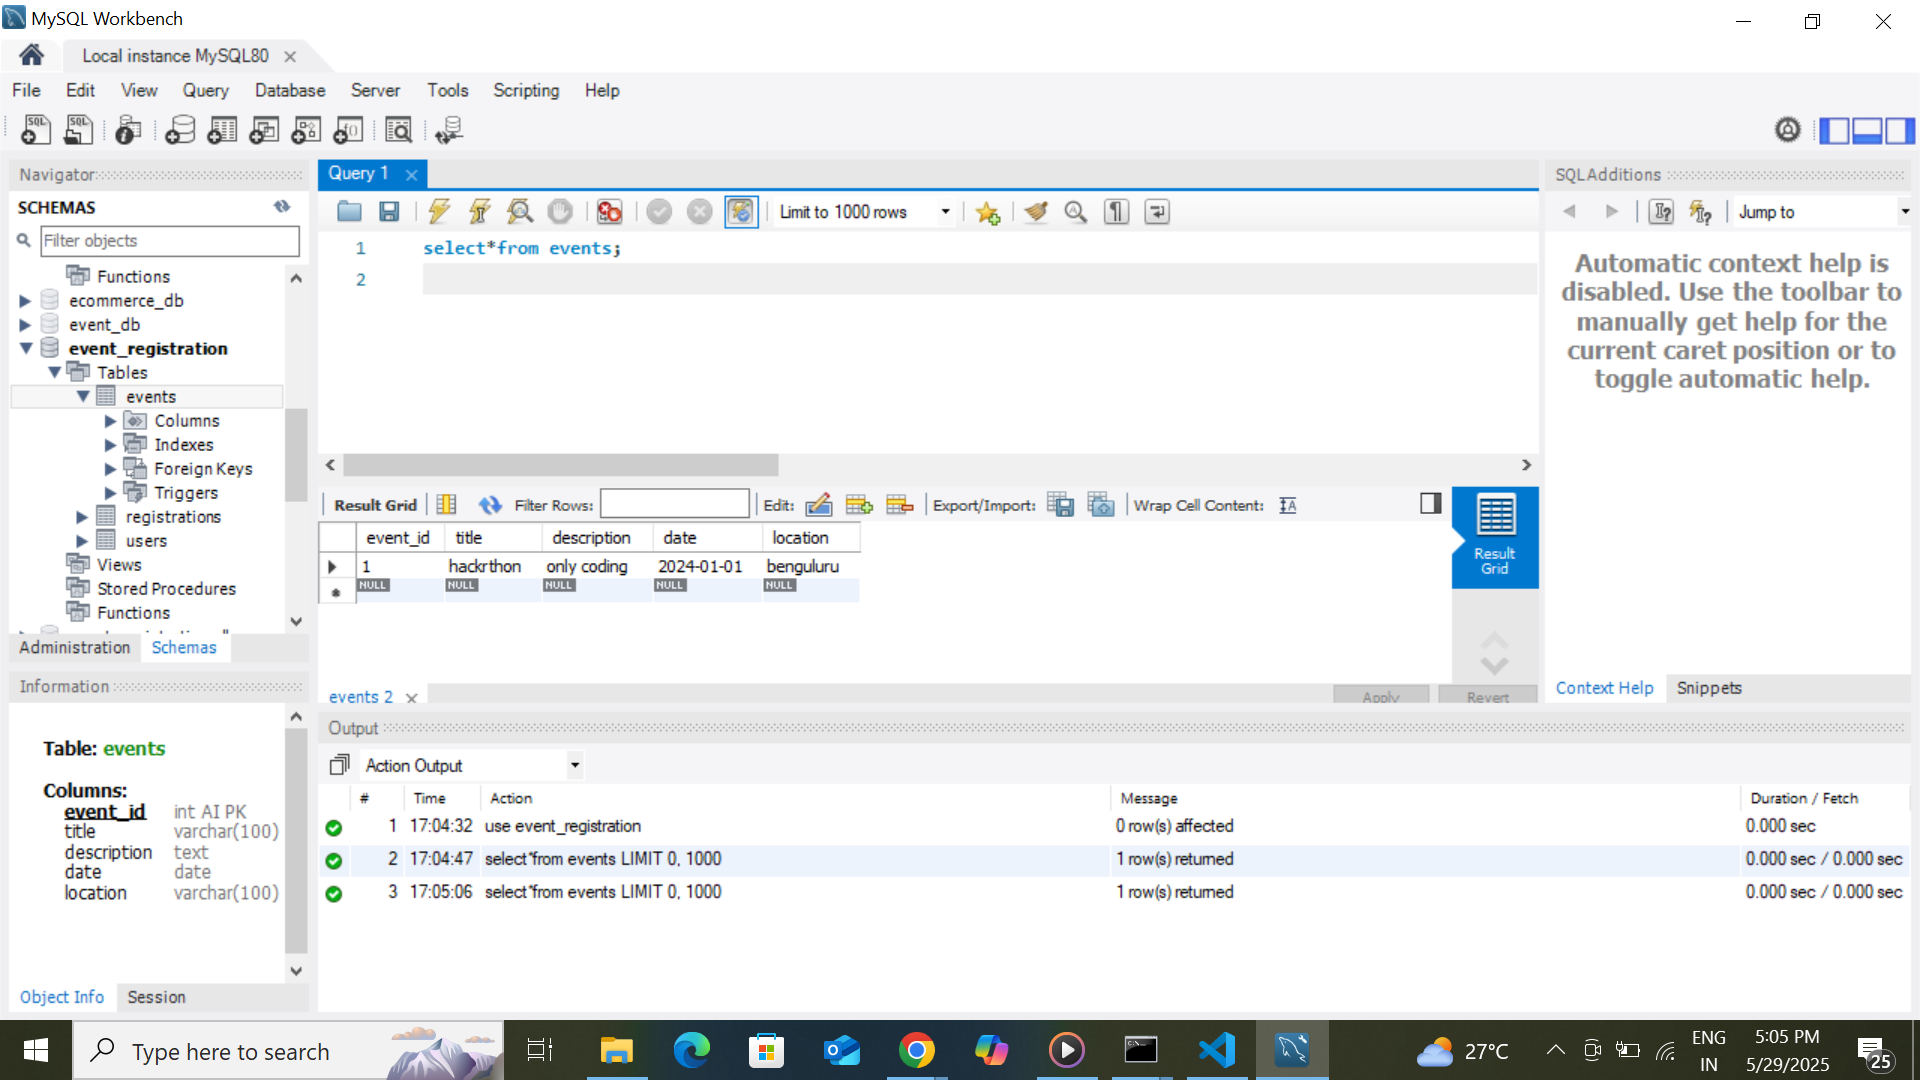 MySQL Workbench
Local instance MySQL80
File Edit View Query Database Server Tools Scripting Help
Navigator
SCHEMAS
Filter objects
Functions
ecommerce_db
event_db
event_registration
Tables
events
Columns
Indexes
Foreign Keys
Triggers
registrations
users
Views
Stored Procedures
Functions
Administration Schemas
Information
Table: events
Columns:
event_id int AI PK
title varchar(100)
description text
date date
location varchar(100)
Object Info Session
Query 1
Limit to 1000 rows
1 select*from events;
2
Result Grid Filter Rows: Edit: Export/Import: Wrap Cell Content:
event_id title description date location
1 hackrthon only coding 2024-01-01 benguluru
NULL NULL NULL NULL NULL
Result
Grid
events 2
Apply Revert
SQLAdditions
Jump to
Automatic context help is
disabled. Use the toolbar to
manually get help for the
current caret position or to
toggle automatic help.
Context Help Snippets
Output
Action Output
# Time Action Message Duration / Fetch
1 17:04:32 use event_registration 0 row(s) affected 0.000 sec
2 17:04:47 select*from events LIMIT 0, 1000 1 row(s) returned 0.000 sec / 0.000 sec
3 17:05:06 select*from events LIMIT 0, 1000 1 row(s) returned 0.000 sec / 0.000 sec
Type here to search
27°C
ENG
IN
5:05 PM
5/29/2025
25